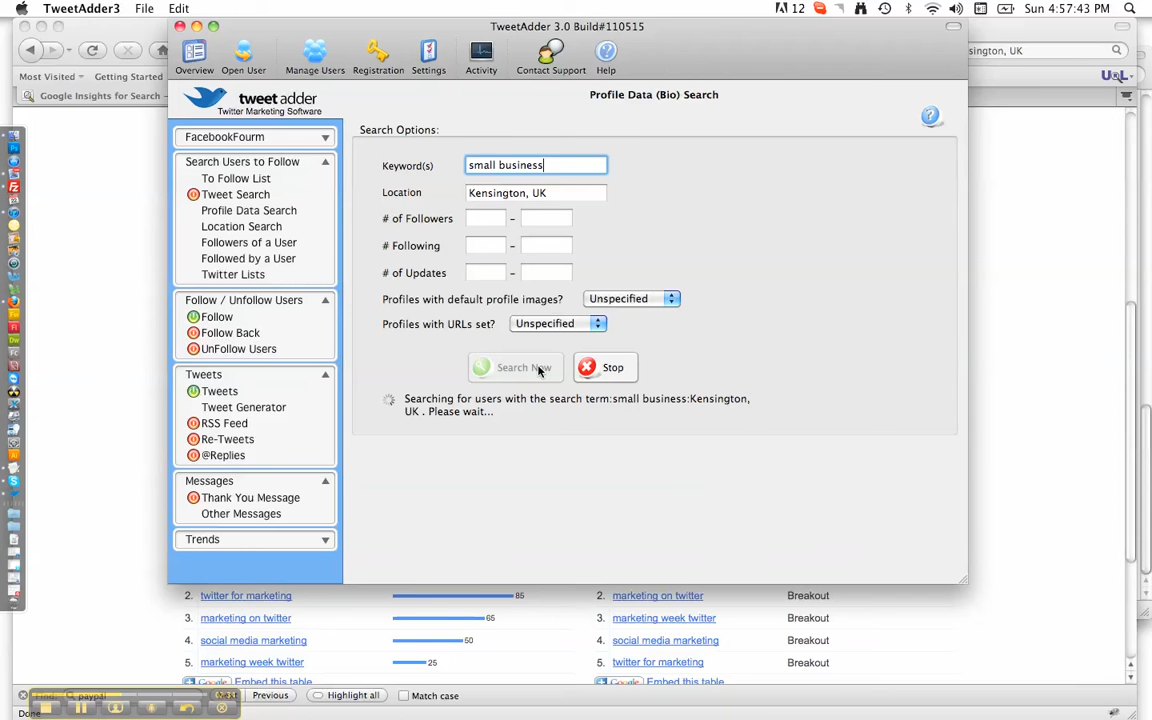 TweetAdder3 File Edit
12
Sun 4:57:43 PM
TweetAdder 3.0 Build#110515
Overview
Open User
Manage Users
Registration
Settings
Activity
Contact Support
Help
sington, UK
Most Visited
Getting Started
Google Insights for Search –
tweet adder
Twitter Marketing Software
Profile Data (Bio) Search
FacebookFourm
Search Users to Follow
To Follow List
Tweet Search
Profile Data Search
Location Search
Followers of a User
Followed by a User
Twitter Lists
Follow / Unfollow Users
Follow
Follow Back
UnFollow Users
Tweets
Tweets
Tweet Generator
RSS Feed
Re-Tweets
@Replies
Messages
Thank You Message
Other Messages
Trends
Search Options:
Keyword(s) small business
Location Kensington, UK
# of Followers –
# Following –
# of Updates –
Profiles with default profile images? Unspecified
Profiles with URLs set? Unspecified
Search Now
Stop
Searching for users with the search term:small business:Kensington,
UK . Please wait...
2. twitter for marketing 85
3. marketing on twitter 65
4. social media marketing 50
5. marketing week twitter 25
Google Embed this table
2. marketing on twitter Breakout
3. marketing week twitter Breakout
4. social media marketing Breakout
5. twitter for marketing Breakout
Google Embed this table
Find: paypal Next Previous Highlight all Match case
Done